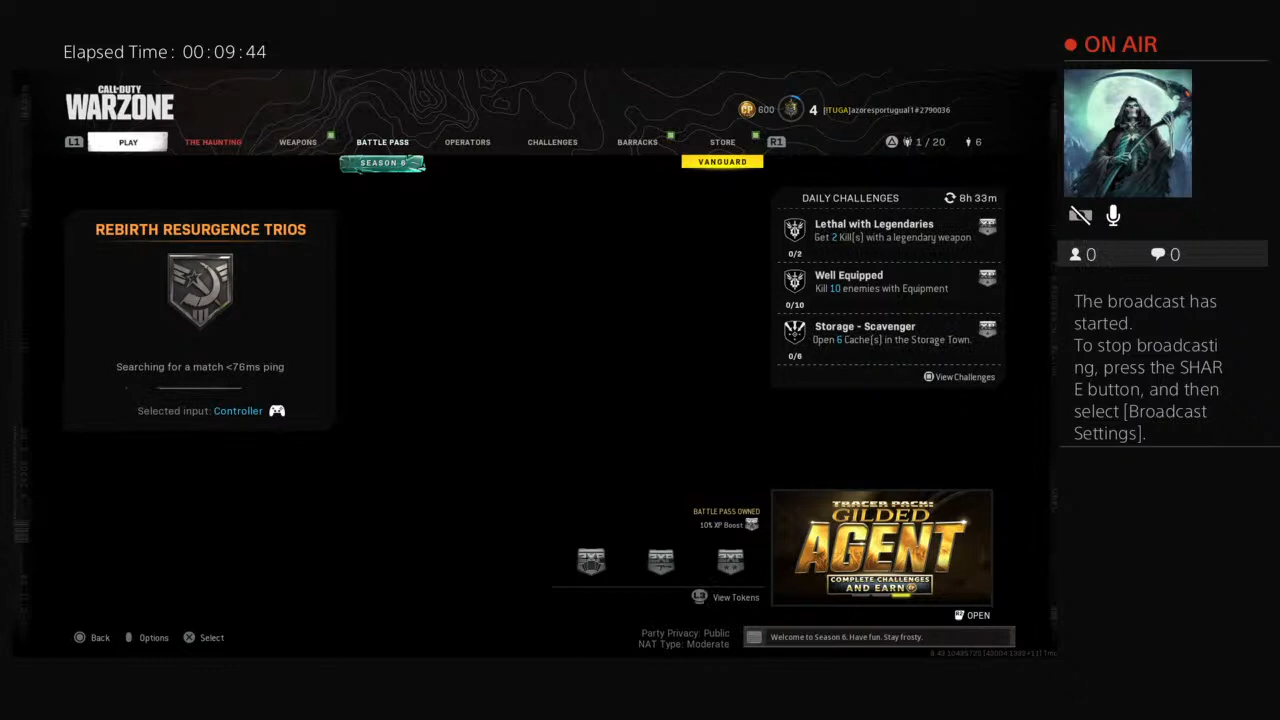 Elapsed Time: 00:09:44
ON AIR
CALL OF DUTY
WARZONE
CP 600 4 [ITUGA]azoresportugual1#2790036
L1 PLAY THE HAUNTING WEAPONS BATTLE PASS OPERATORS CHALLENGES BARRACKS STORE R1 1 / 20 6
SEASON 6 VANGUARD
DAILY CHALLENGES 8h 33m
Lethal with Legendaries
Get 2 Kill[s] with a legendary weapon
0/2
Well Equipped
Kill 10 enemies with Equipment
0/10
Storage - Scavenger
Open 6 Cache[s] in the Storage Town.
0/6
View Challenges
REBIRTH RESURGENCE TRIOS
Searching for a match <76ms ping
Selected input: Controller
0 0
The broadcast has
started.
To stop broadcasti
ng, press the SHAR
E button, and then
select [Broadcast
Settings].
BATTLE PASS OWNED
10% XP Boost
View Tokens
TRACER PACK:
GILDED
AGENT
COMPLETE CHALLENGES
AND EARN
OPEN
Back Options Select
Party Privacy: Public
NAT Type: Moderate
Welcome to Season 6. Have fun. Stay frosty.